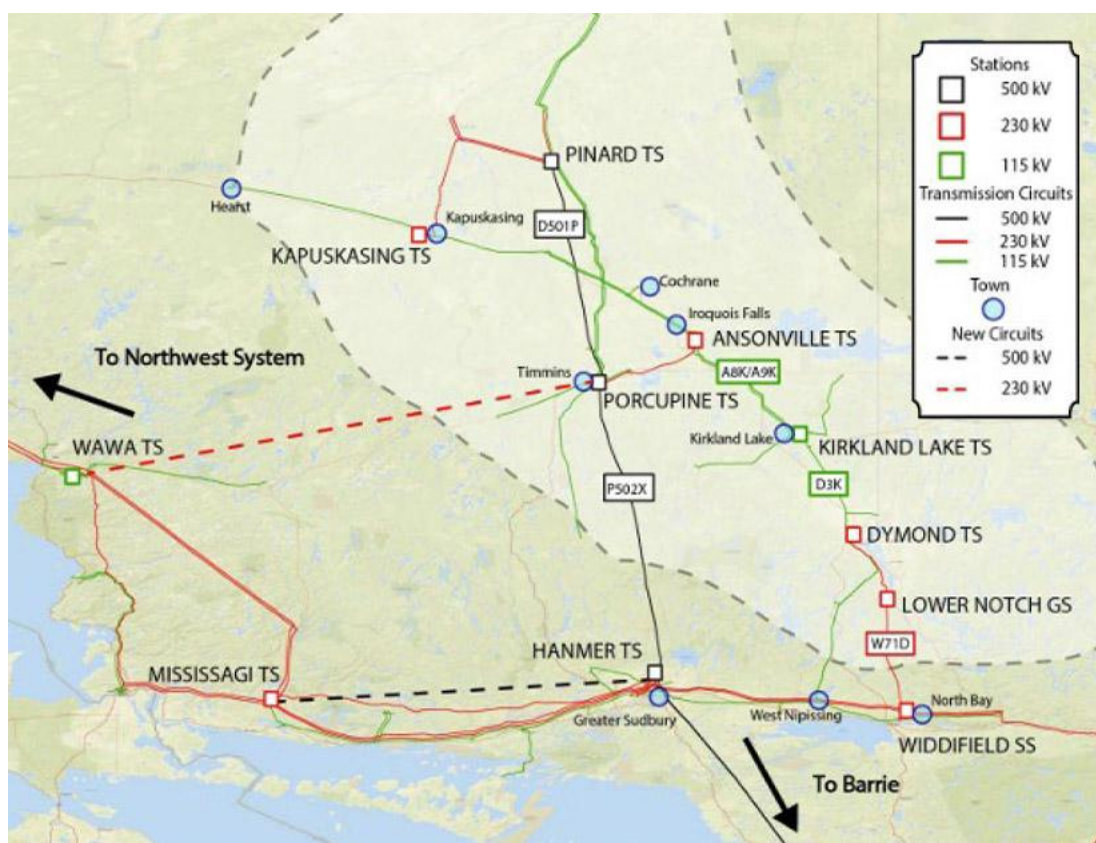 Stations
500 kV
230 kV
115 kV
Transmission Circuits
500 kV
230 kV
115 kV
Town
New Circuits
500 kV
230 kV
PINARD TS
D501P
Hearst
Kapuskasing
KAPUSKASING TS
Cochrane
Iroquois Falls
ANSONVILLE TS
To Northwest System
Timmins
A8K/A9K
PORCUPINE TS
WAWA TS
Kirkland Lake
KIRKLAND LAKE TS
P502X
D3K
DYMOND TS
LOWER NOTCH GS
W71D
HANMER TS
MISSISSAGI TS
Greater Sudbury
West Nipissing
North Bay
WIDDIFIELD SS
To Barrie